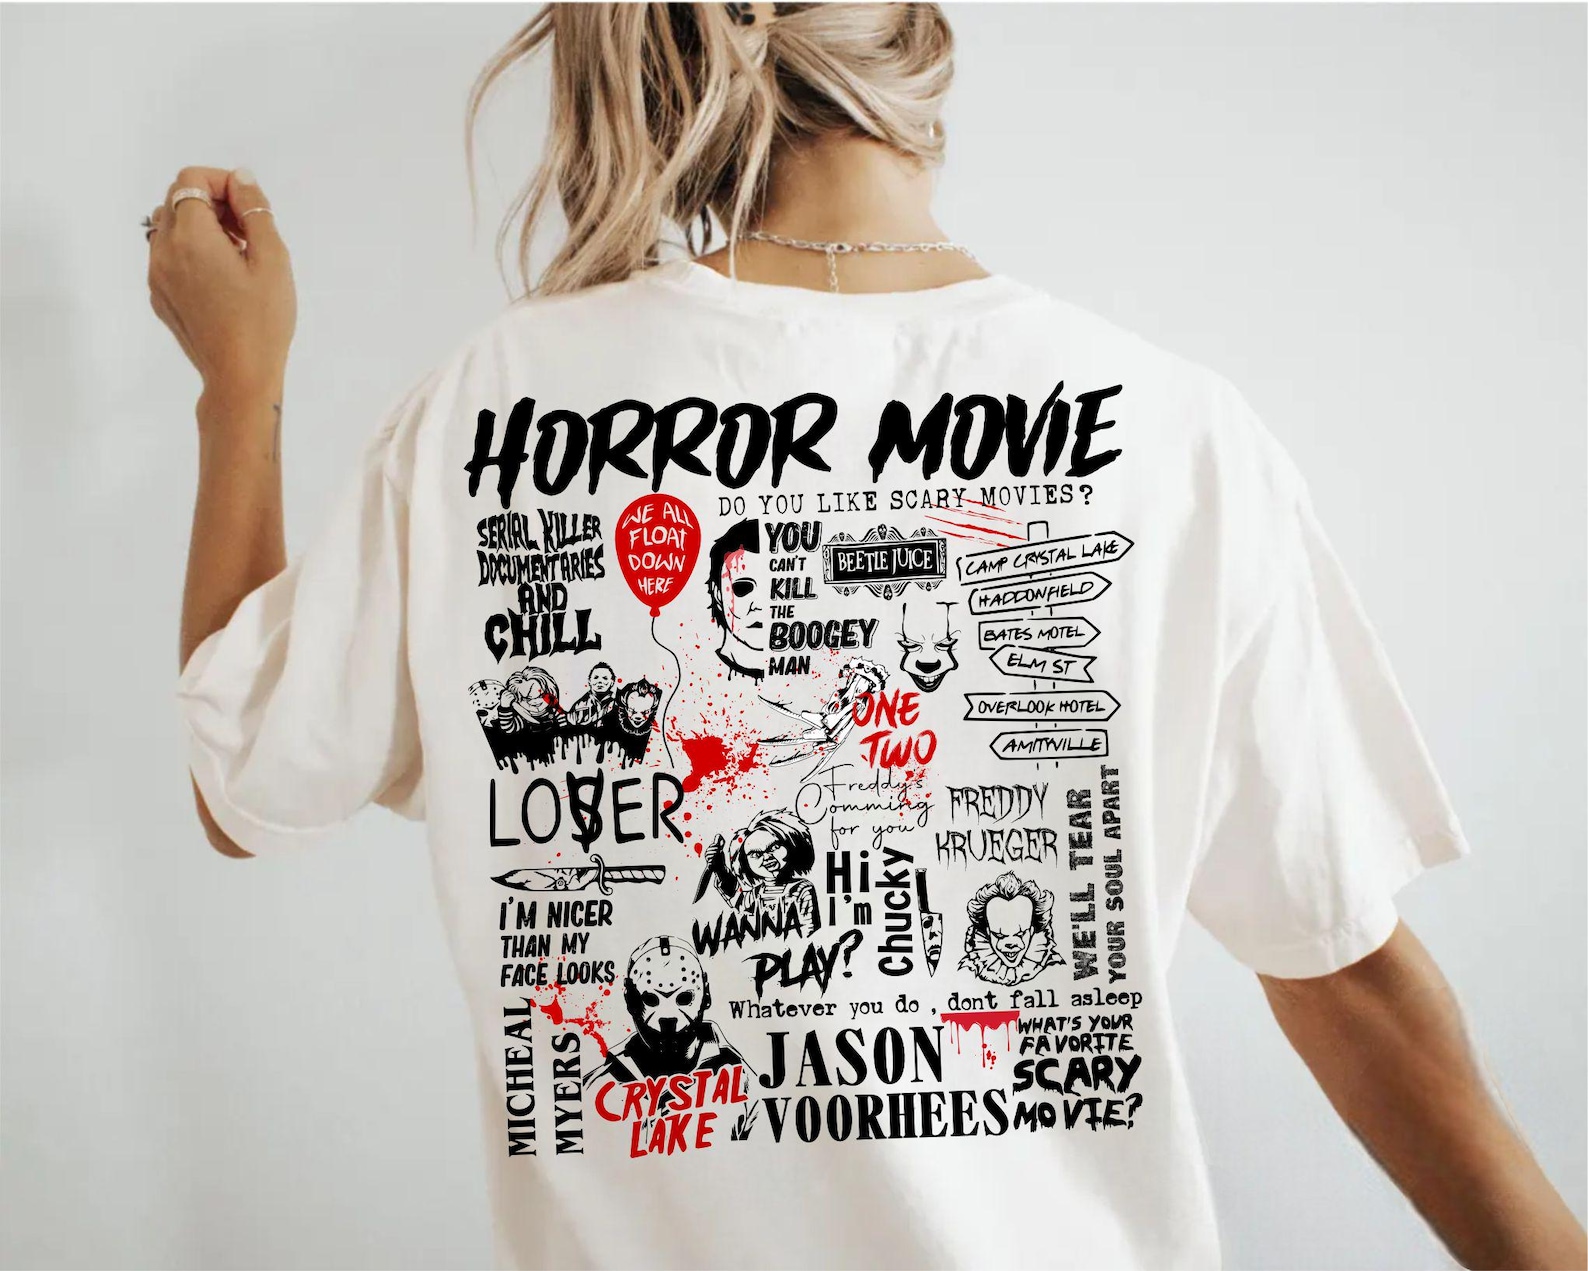 HORROR MOVIE
DO YOU LIKE SCARY MOVIES?
SERIAL KILLER
DOCUMENTARIES
AND
CHILL
WE ALL
FLOAT
DOWN
HERE
YOU
CAN'T
KILL
THE
BOOGEY
MAN
BEETLE JUICE
CAMP CRYSTAL LAKE
HADDONFIELD
BATES MOTEL
ELM ST
OVERLOOK HOTEL
AMITYVILLE
ONE
TWO
Freddy's
Comming
for you
LOSER
FREDDY
KRUEGER
WE'LL TEAR
YOUR SOUL APART
Hi
I'm
Chucky
WANNA
PLAY?
I'M NICER
THAN MY
FACE LOOKS
Whatever you do , dont fall asleep
MICHEAL
MYERS
CRYSTAL
LAKE
JASON
VOORHEES
WHAT'S YOUR
FAVORITE
SCARY
MOVIE?